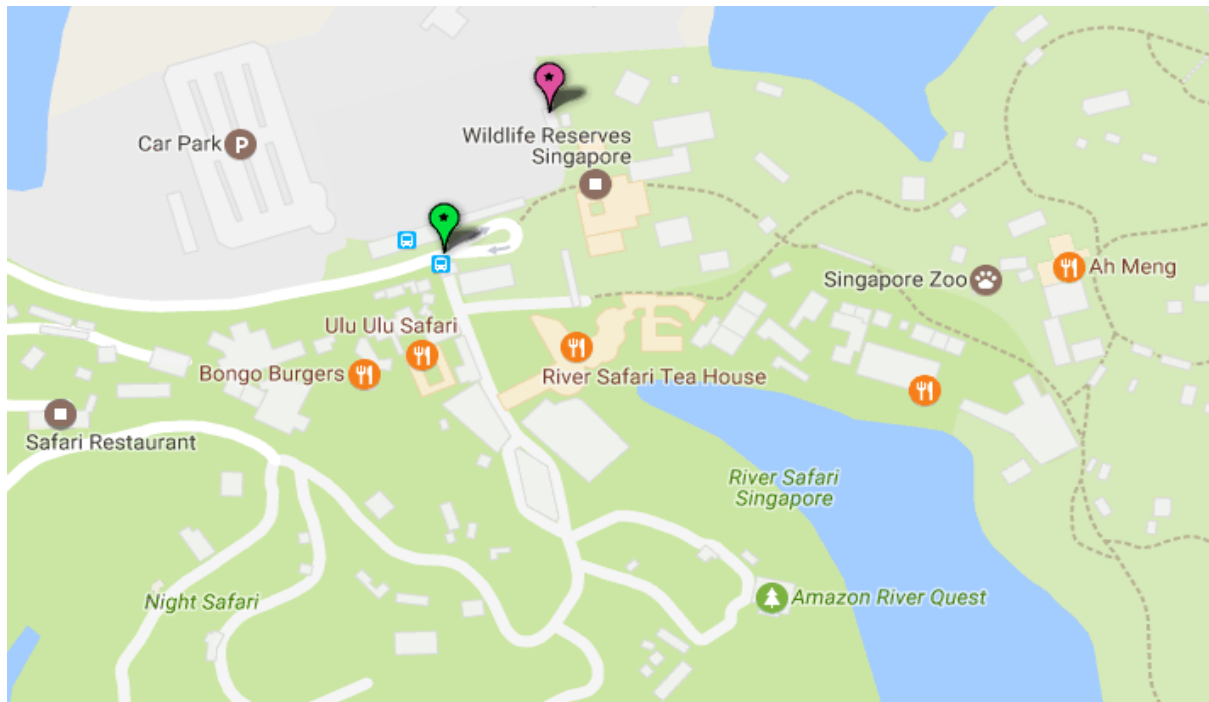 Car Park
P
Wildlife Reserves
Singapore
Singapore Zoo
Ah Meng
Ulu Ulu Safari
Bongo Burgers
River Safari Tea House
Safari Restaurant
River Safari
Singapore
Night Safari
Amazon River Quest